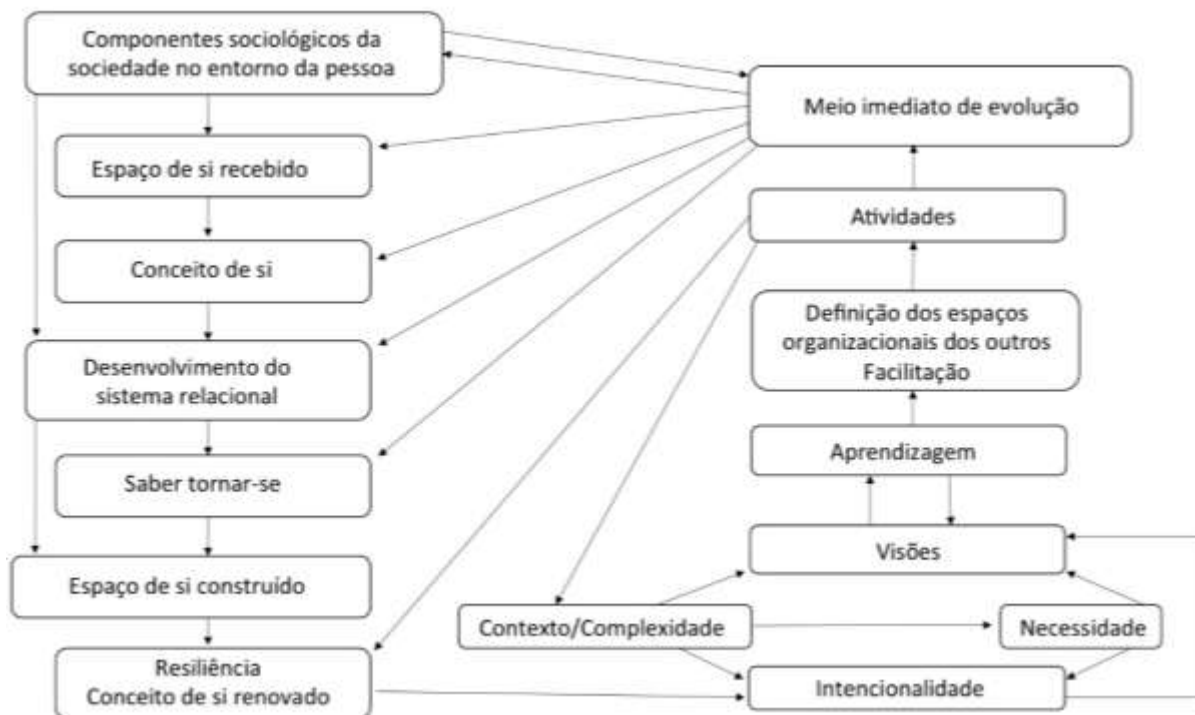 Componentes sociológicos da
sociedade no entorno da pessoa
Espaço de si recebido
Conceito de si
Desenvolvimento do
sistema relacional
Saber tornar-se
Espaço de si construído
Resiliência
Conceito de si renovado
Meio imediato de evolução
Atividades
Definição dos espaços
organizacionais dos outros
Facilitação
Aprendizagem
Visões
Contexto/Complexidade
Necessidade
Intencionalidade